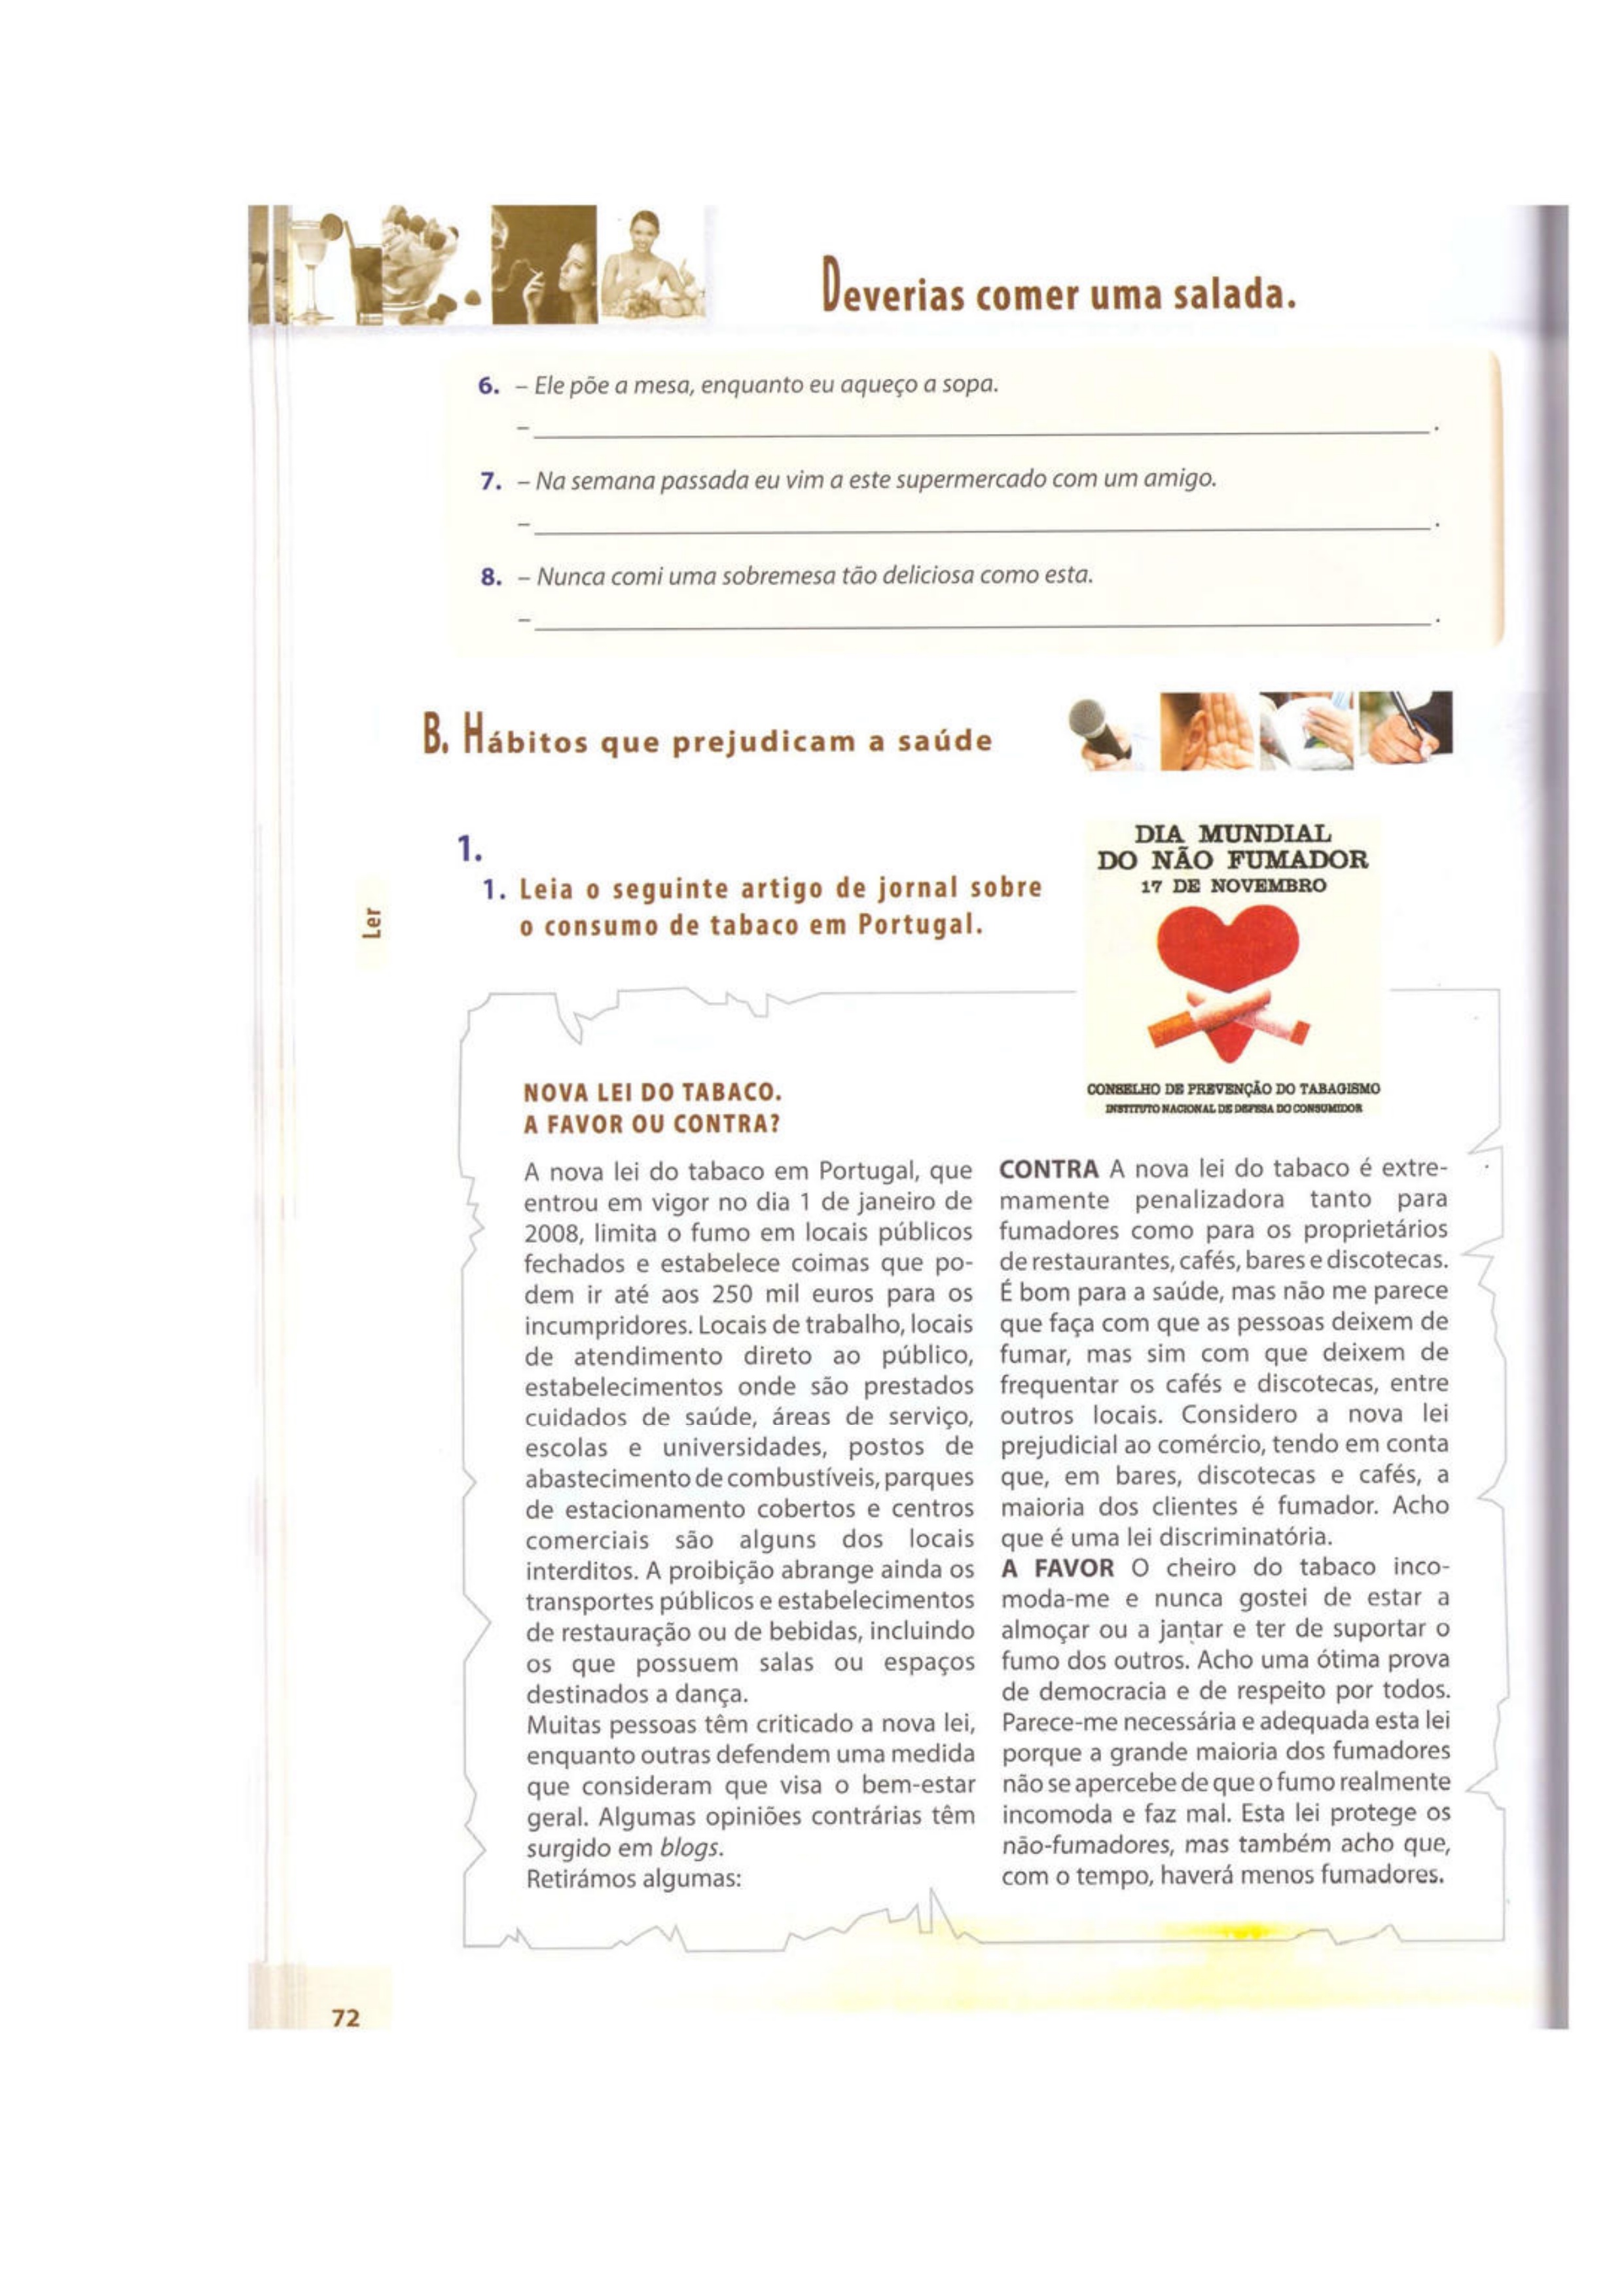 Deverias comer uma salada.
6. – Ele põe a mesa, enquanto eu aqueço a sopa.
– .
7. – Na semana passada eu vim a este supermercado com um amigo.
– .
8. – Nunca comi uma sobremesa tão deliciosa como esta.
– .
B. Hábitos que prejudicam a saúde
Ler
1.
1. Leia o seguinte artigo de jornal sobre
o consumo de tabaco em Portugal.
DIA MUNDIAL
DO NÃO FUMADOR
17 DE NOVEMBRO
CONSELHO DE PREVENÇÃO DO TABAGISMO
INSTITUTO NACIONAL DE DEFESA DO CONSUMIDOR
NOVA LEI DO TABACO.
A FAVOR OU CONTRA?
A nova lei do tabaco em Portugal, que
entrou em vigor no dia 1 de janeiro de
2008, limita o fumo em locais públicos
fechados e estabelece coimas que po-
dem ir até aos 250 mil euros para os
incumpridores. Locais de trabalho, locais
de atendimento direto ao público,
estabelecimentos onde são prestados
cuidados de saúde, áreas de serviço,
escolas e universidades, postos de
abastecimento de combustíveis, parques
de estacionamento cobertos e centros
comerciais são alguns dos locais
interditos. A proibição abrange ainda os
transportes públicos e estabelecimentos
de restauração ou de bebidas, incluindo
os que possuem salas ou espaços
destinados a dança.
Muitas pessoas têm criticado a nova lei,
enquanto outras defendem uma medida
que consideram que visa o bem-estar
geral. Algumas opiniões contrárias têm
surgido em blogs.
Retirámos algumas:
CONTRA A nova lei do tabaco é extre-
mamente penalizadora tanto para
fumadores como para os proprietários
de restaurantes, cafés, bares e discotecas.
É bom para a saúde, mas não me parece
que faça com que as pessoas deixem de
fumar, mas sim com que deixem de
frequentar os cafés e discotecas, entre
outros locais. Considero a nova lei
prejudicial ao comércio, tendo em conta
que, em bares, discotecas e cafés, a
maioria dos clientes é fumador. Acho
que é uma lei discriminatória.
A FAVOR O cheiro do tabaco inco-
moda-me e nunca gostei de estar a
almoçar ou a jantar e ter de suportar o
fumo dos outros. Acho uma ótima prova
de democracia e de respeito por todos.
Parece-me necessária e adequada esta lei
porque a grande maioria dos fumadores
não se apercebe de que o fumo realmente
incomoda e faz mal. Esta lei protege os
não-fumadores, mas também acho que,
com o tempo, haverá menos fumadores.
72